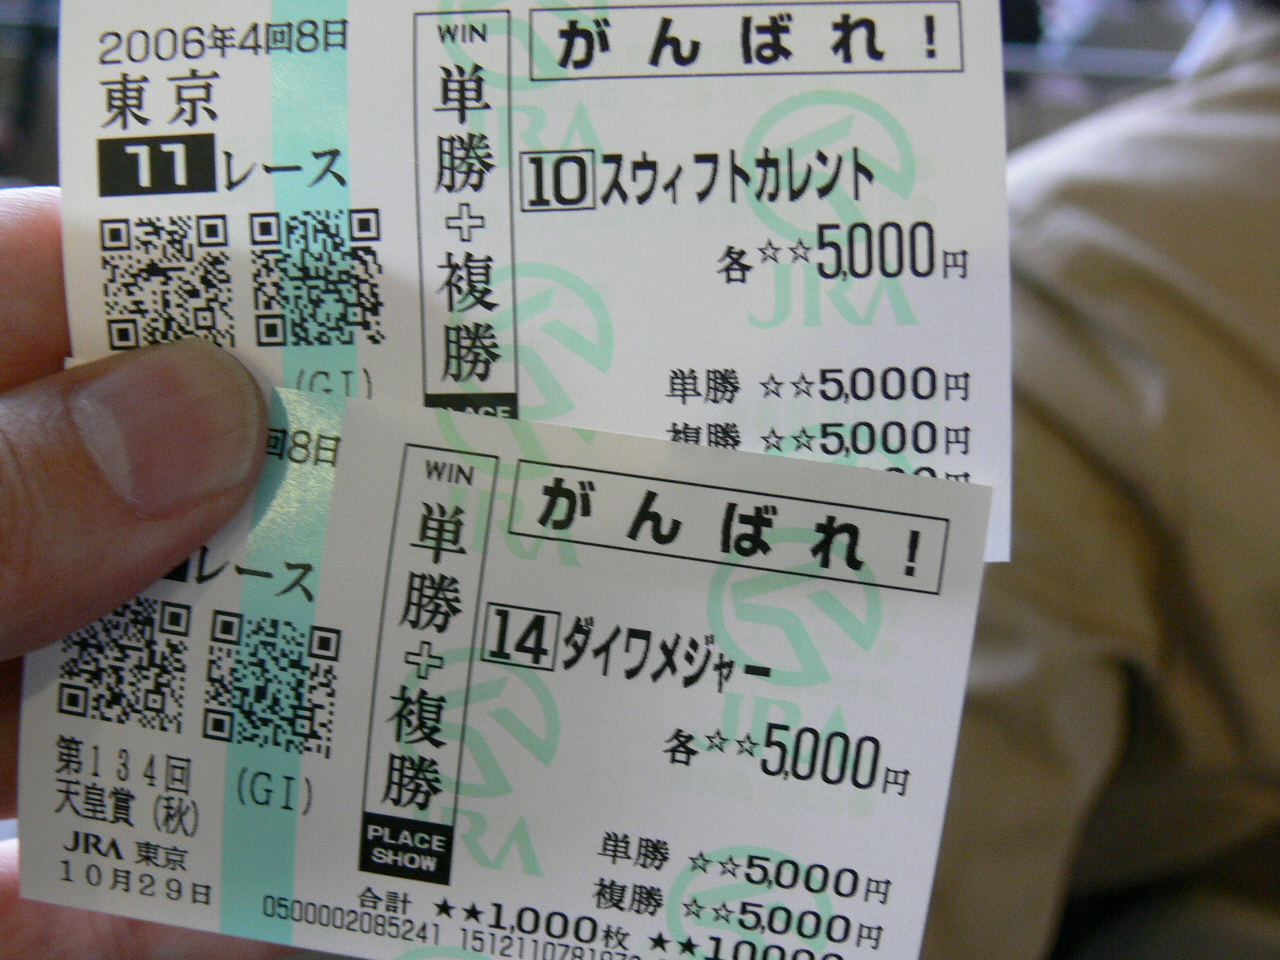 2006年4回8日
東京
11レース
(GI)
WIN
単勝+複勝
PLACE
がんばれ!
10 スウィフトカレント
各☆☆5,000円
単勝 ☆☆5,000円
複勝 ☆☆5,000円
JRA
回8日
レース
第134回
天皇賞(秋)
(GI)
JRA 東京
10月29日
WIN
単勝+複勝
PLACE
SHOW
がんばれ!
14 ダイワメジャー
各☆☆5,000円
単勝 ☆☆5,000円
複勝 ☆☆5,000円
合計 ★★1,000枚 ★★10000
0500002085241